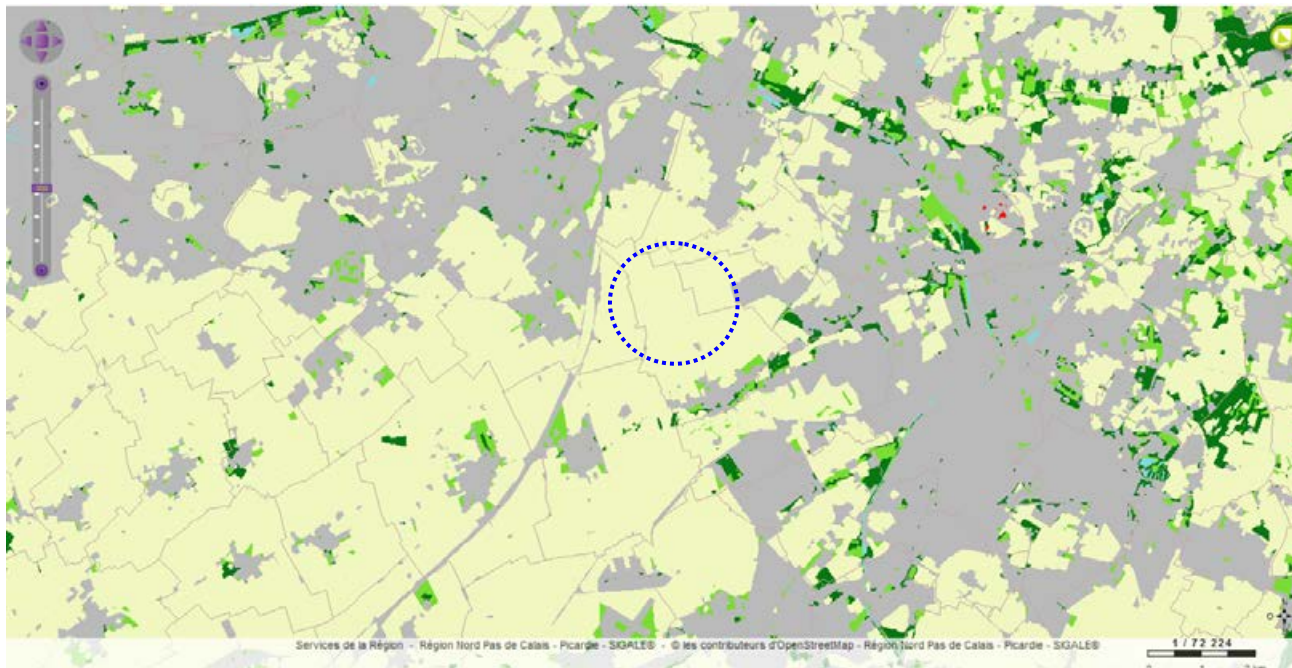 Services de la Région - Région Nord Pas de Calais - Picardie - SIGALE® - © les contributeurs d'OpenStreetMap - Région Nord Pas de Calais - Picardie - SIGALE®
1 / 72 224